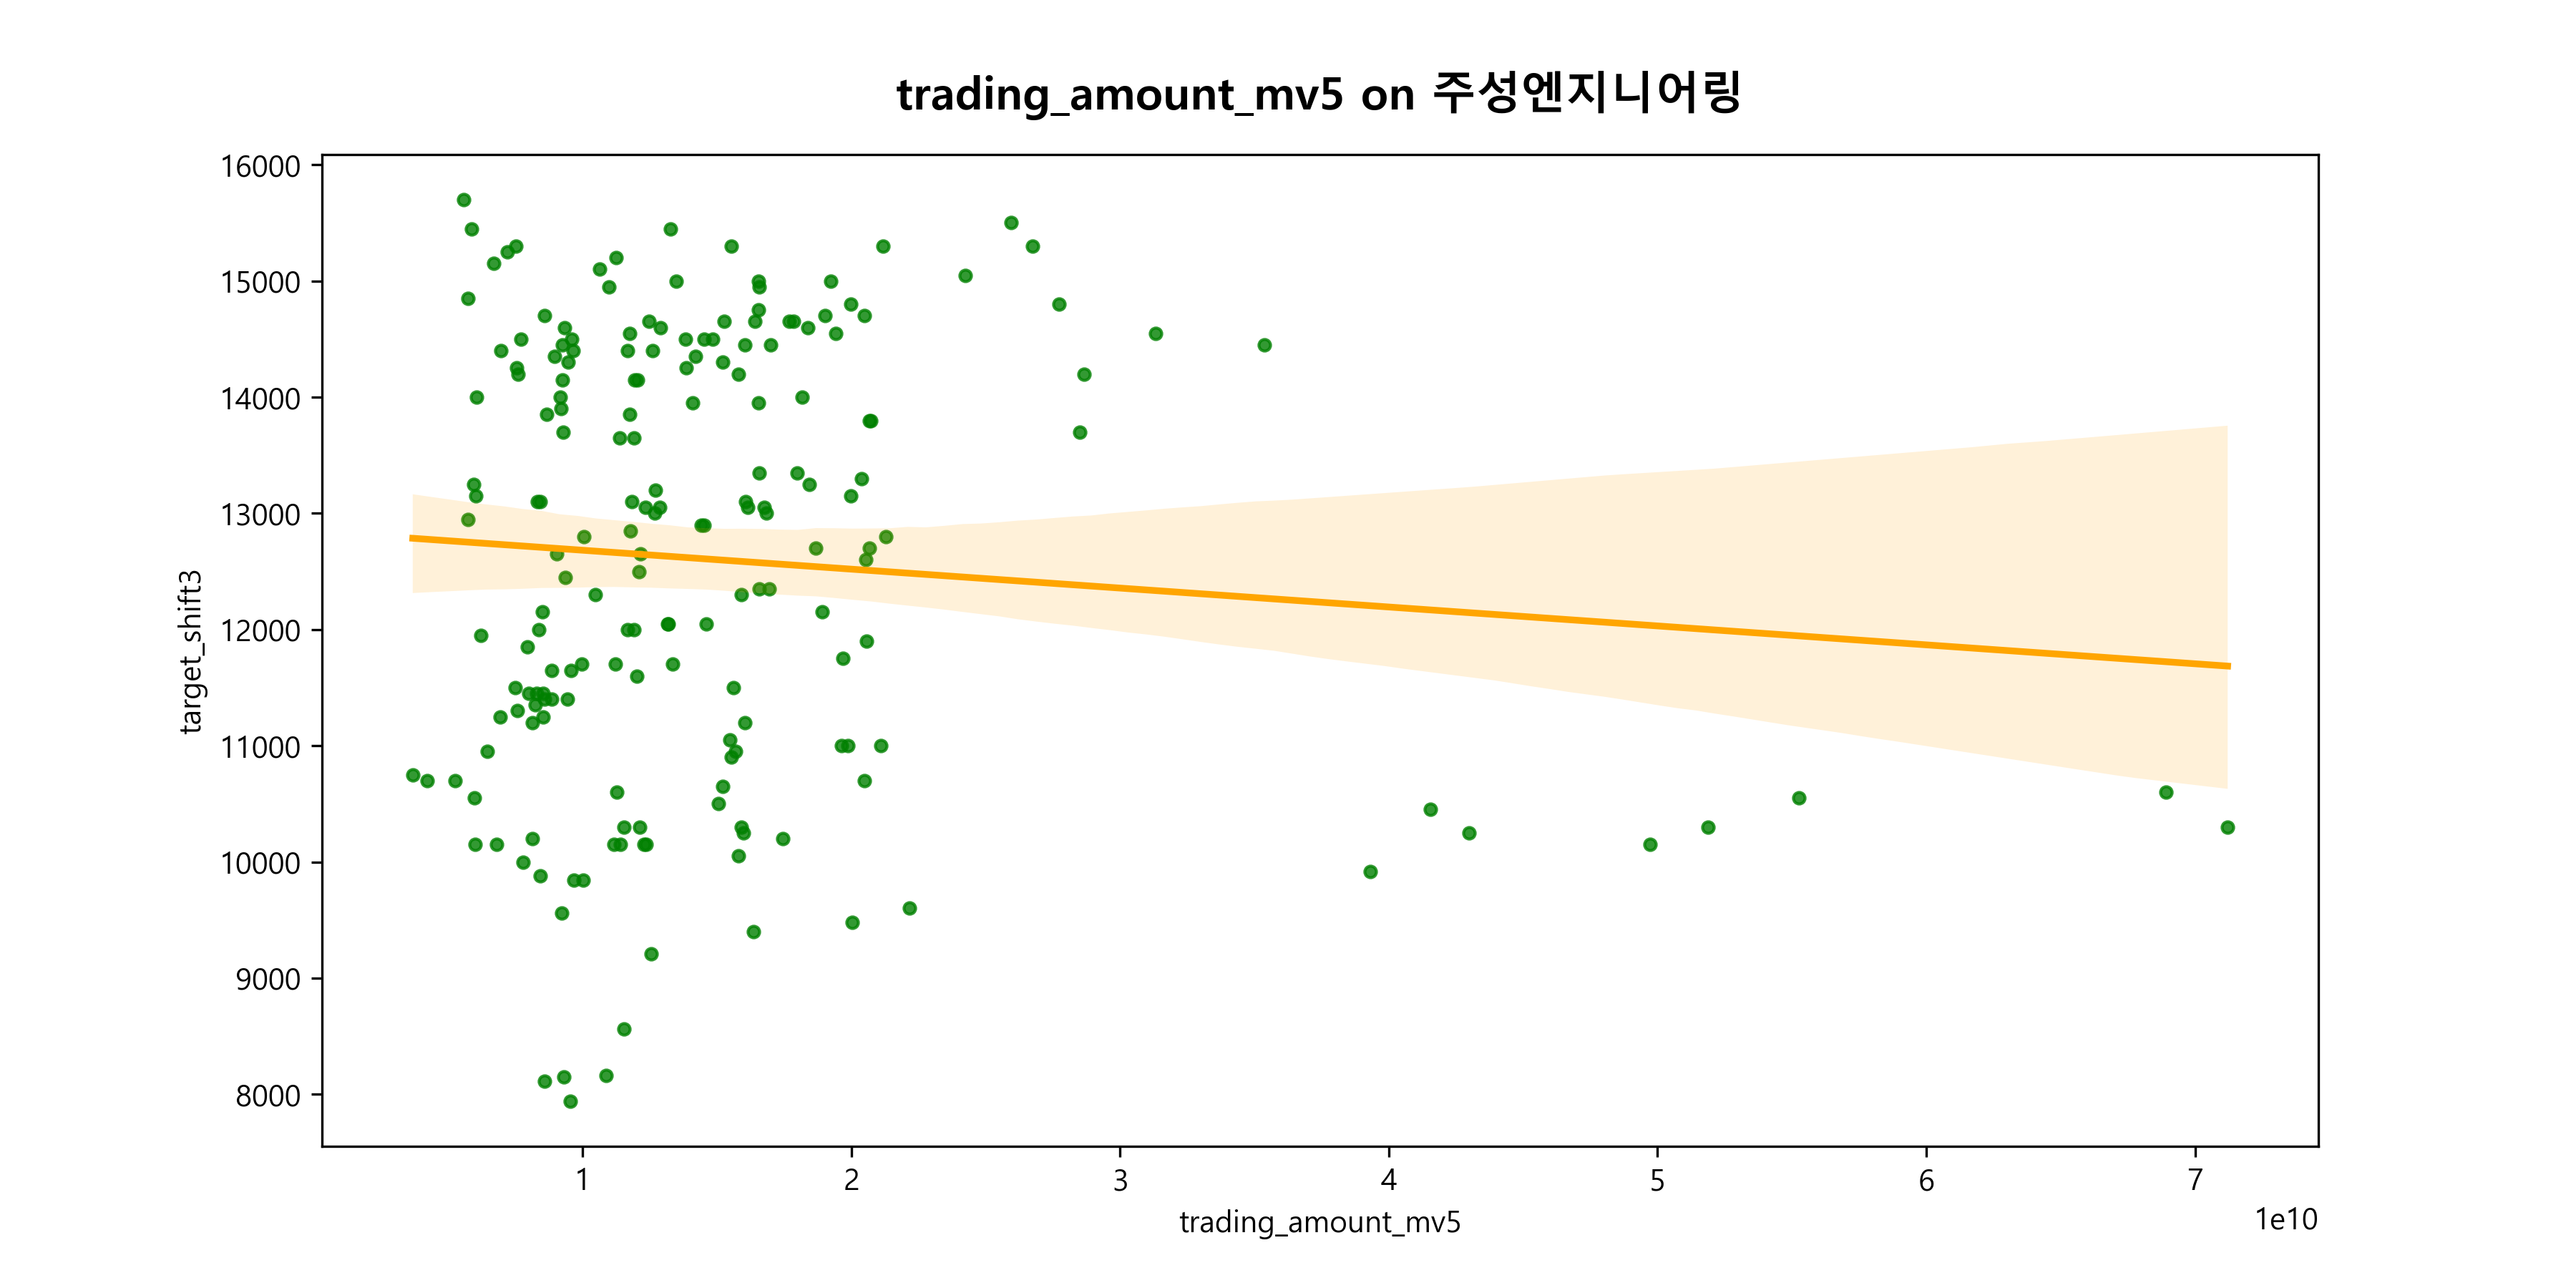 trading_amount_mv5 on 주성엔지니어링
16000
15000
14000
13000
12000
11000
10000
9000
8000
target_shift3
1 2 3 4 5 6 7
1e10
trading_amount_mv5